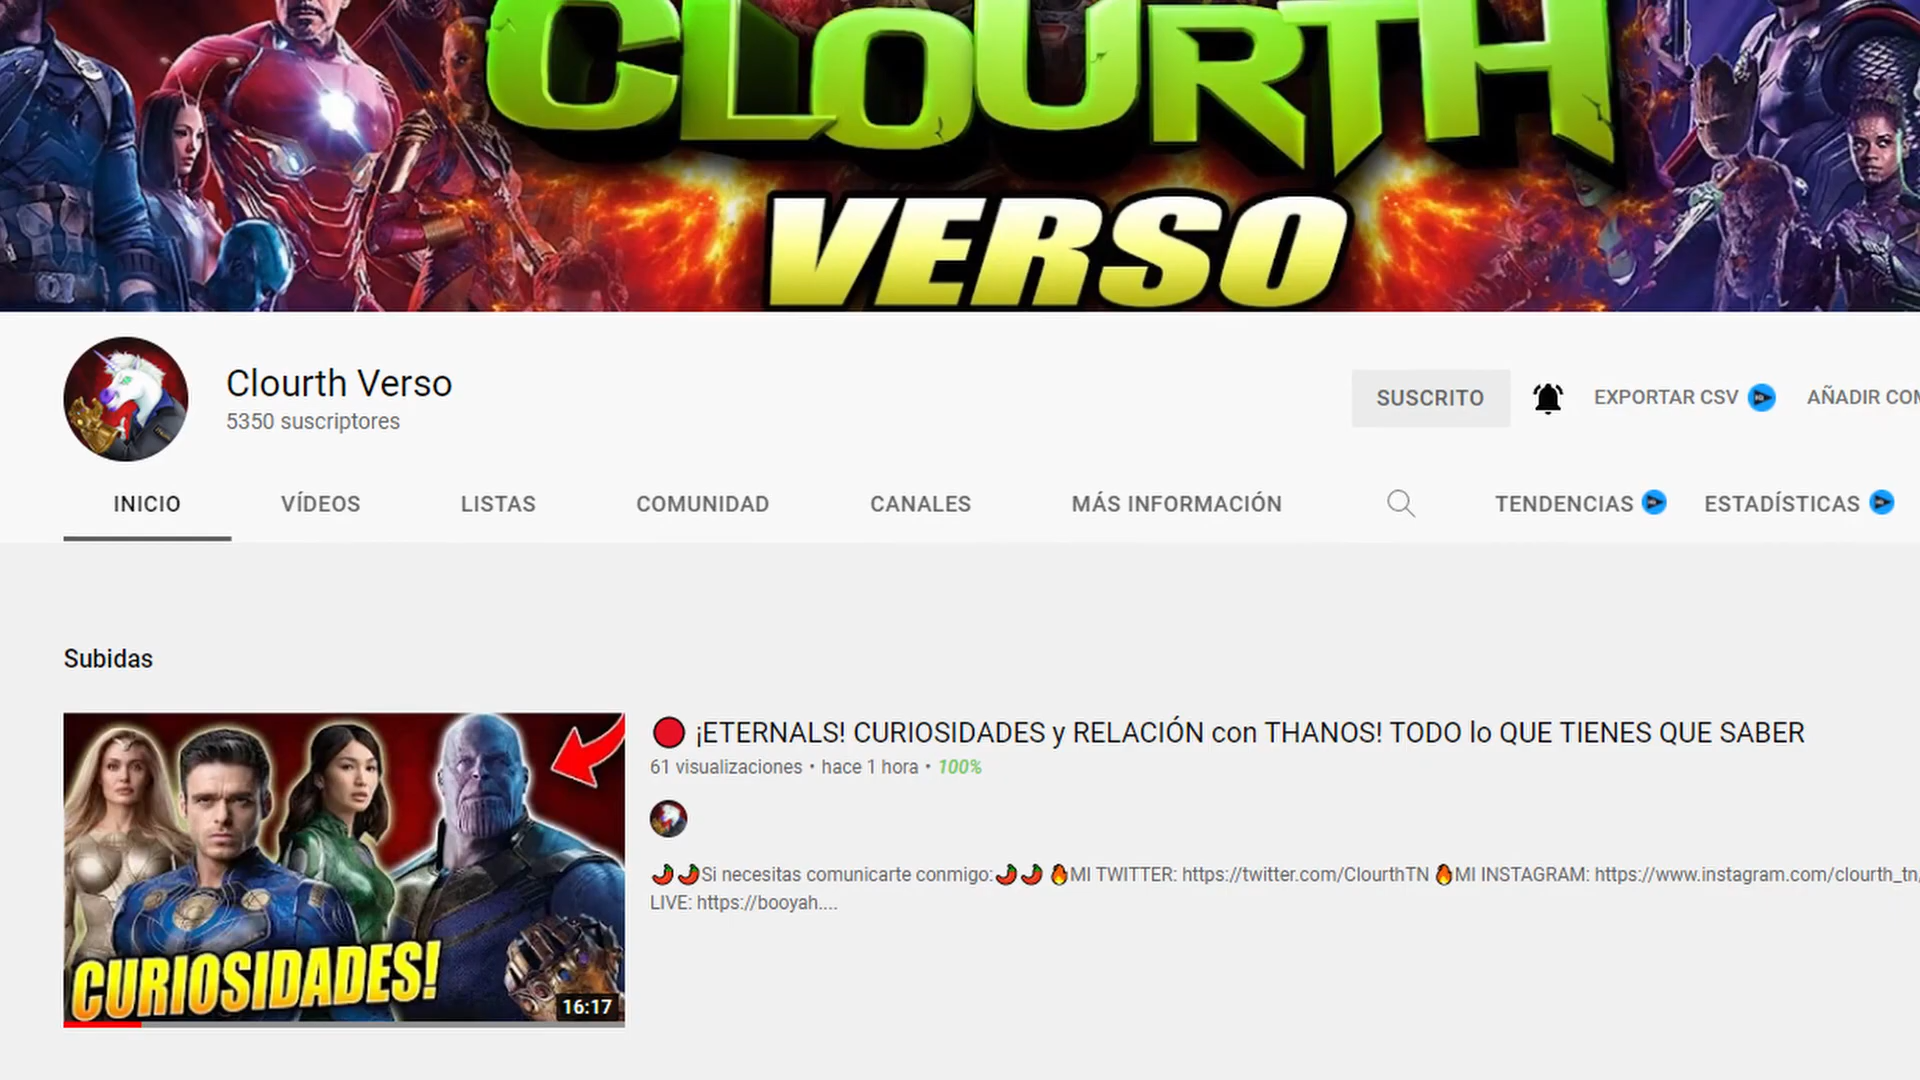 CLOURTH
VERSO
Clourth Verso
5350 suscriptores
SUSCRITO
EXPORTAR CSV
AÑADIR COM
INICIO
VÍDEOS
LISTAS
COMUNIDAD
CANALES
MÁS INFORMACIÓN
TENDENCIAS
ESTADÍSTICAS
Subidas
CURIOSIDADES!
16:17
¡ETERNALS! CURIOSIDADES y RELACIÓN con THANOS! TODO lo QUE TIENES QUE SABER
61 visualizaciones • hace 1 hora • 100%
🌶️🌶️Si necesitas comunicarte conmigo:🌶️🌶️ 🔥MI TWITTER: https://twitter.com/ClourthTN 🔥MI INSTAGRAM: https://www.instagram.com/clourth_tn/
LIVE: https://booyah....